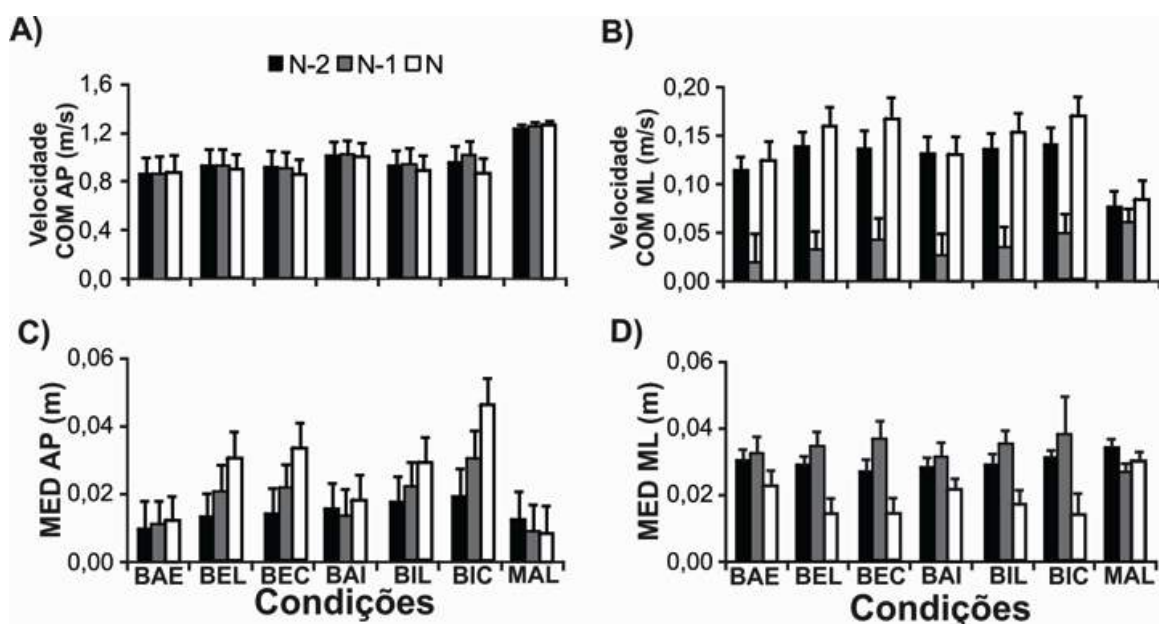 A)
N-2 N-1 N
Velocidade
COM AP (m/s)
1,6
1,2
0,8
0,4
0,0
B)
Velocidade
COM ML (m/s)
0,20
0,15
0,10
0,05
0,00
C)
MED AP (m)
0,06
0,04
0,02
0,00
BAE BEL BEC BAI BIL BIC MAL
Condições
D)
MED ML (m)
0,06
0,04
0,02
0,00
BAE BEL BEC BAI BIL BIC MAL
Condições